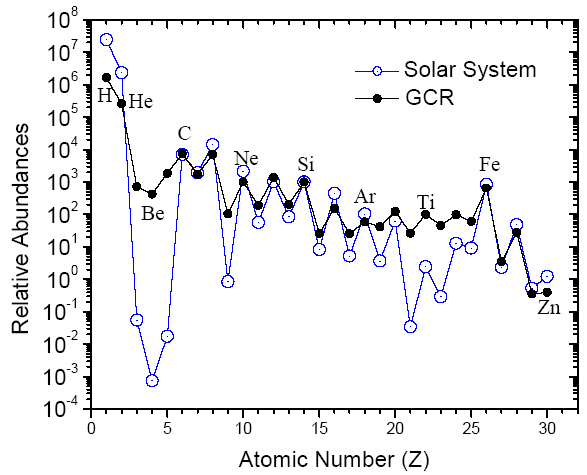 10^8
10^7
10^6
10^5
10^4
10^3
10^2
10^1
10^0
10^-1
10^-2
10^-3
10^-4
Relative Abundances
H
He
Be
C
Ne
Si
Ar
Ti
Fe
Zn
Solar System
GCR
0 5 10 15 20 25 30
Atomic Number (Z)